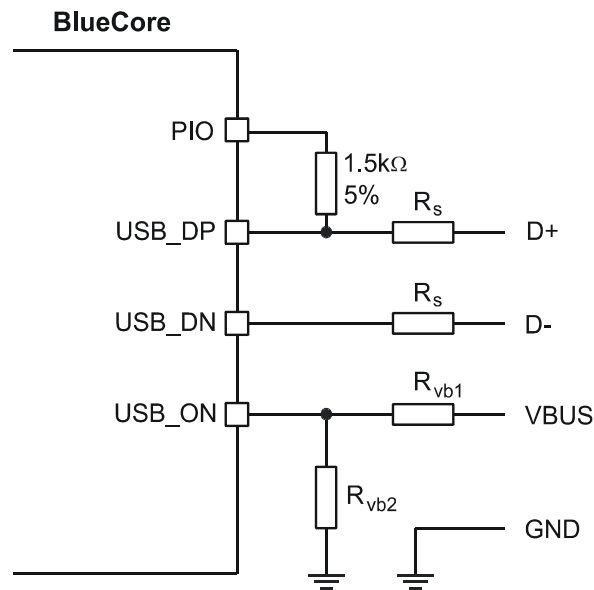 BlueCore
PIO
1.5kΩ
5%
USB_DP
Rs
D+
USB_DN
Rs
D-
USB_ON
Rvb1
VBUS
Rvb2
GND